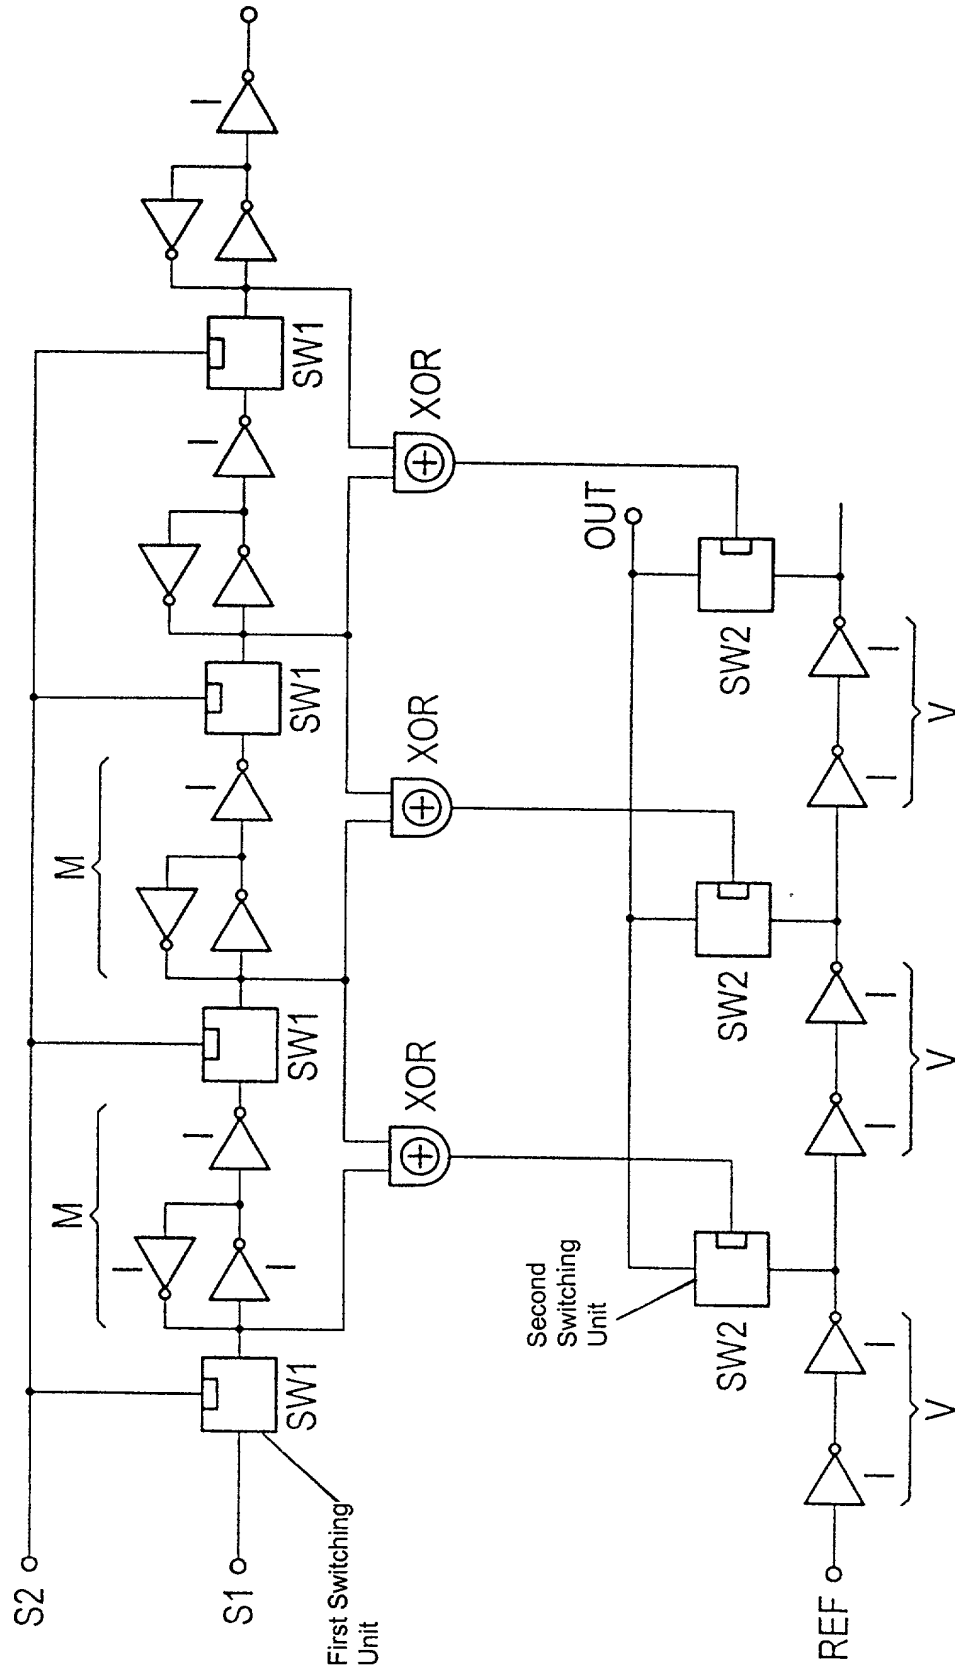 S2
M
M
I
I
I
I
I
S1
I
SW1
SW1
SW1
SW1
First Switching
Unit
XOR
XOR
XOR
Second
Switching
Unit
OUT
SW2
SW2
SW2
REF
I
I
I
I
I
I
V
V
V